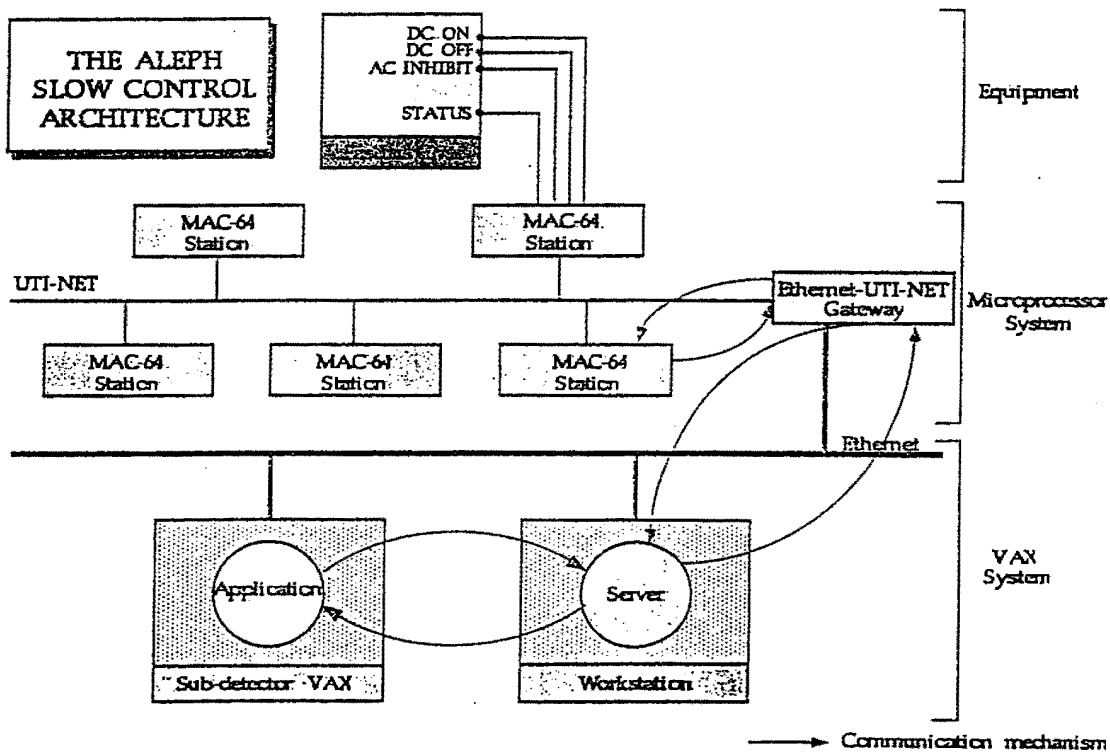 THE ALEPH
SLOW CONTROL
ARCHITECTURE
DC ON
DC OFF
AC INHIBIT
STATUS
Equipment
MAC-64
Station
MAC-64
Station
UTI-NET
Ethernet-UTI-NET
Gateway
Microprocessor
System
MAC-64
Station
MAC-64
Station
MAC-64
Station
Ethernet
VAX
System
Application
Server
Sub-detector VAX
Workstation
Communication mechanism